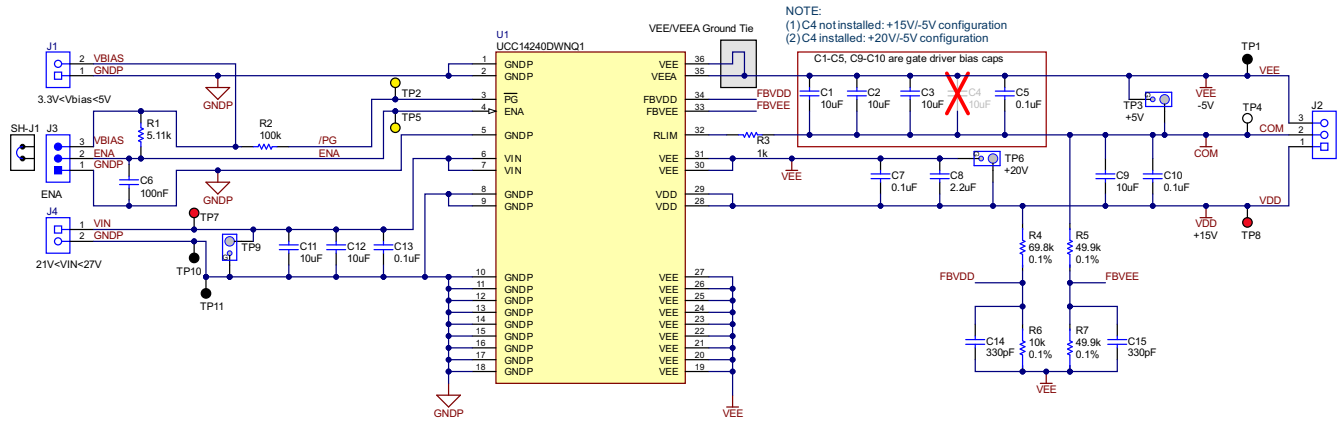 NOTE:
(1) C4 not installed: +15V/-5V configuration
(2) C4 installed: +20V/-5V configuration
VEE/VEEA Ground Tie
U1
UCC14240DWNQ1
C1-C5, C9-C10 are gate driver bias caps
J1
2 VBIAS
1 GNDP
3.3V<Vbias<5V
GNDP
TP2
TP5
SH-J1
J3
3 VBIAS
2 ENA
1 GNDP
ENA
R1
5.11k
R2
100k
/PG
ENA
C6
100nF
GNDP
J4
1 VIN
2 GNDP
21V<VIN<27V
TP7
TP10
TP11
TP9
C11
10uF
C12
10uF
C13
0.1uF
1 GNDP
2 GNDP
3 PG
4 ENA
5 GNDP
6 VIN
7 VIN
8 GNDP
9 GNDP
10 GNDP
11 GNDP
12 GNDP
13 GNDP
14 GNDP
15 GNDP
16 GNDP
17 GNDP
18 GNDP
GNDP
VEE 36
VEEA 35
FBVDD 34 FBVDD
FBVEE 33 FBVEE
RLIM 32
VEE 31
VEE 30
VDD 29
VDD 28
VEE 27
VEE 26
VEE 25
VEE 24
VEE 23
VEE 22
VEE 21
VEE 20
VEE 19
VEE
R3
1k
VEE
C1
10uF
C2
10uF
C3
10uF
C4
10uF
C5
0.1uF
C7
0.1uF
C8
2.2uF
TP6
+20V
TP3
+5V
C9
10uF
C10
0.1uF
VEE
-5V
COM
VDD
+15V
TP1
VEE
TP4
COM
VDD
TP8
J2
3
2
1
R4
69.8k
0.1%
R5
49.9k
0.1%
FBVDD
FBVEE
C14
330pF
R6
10k
0.1%
R7
49.9k
0.1%
C15
330pF
VEE